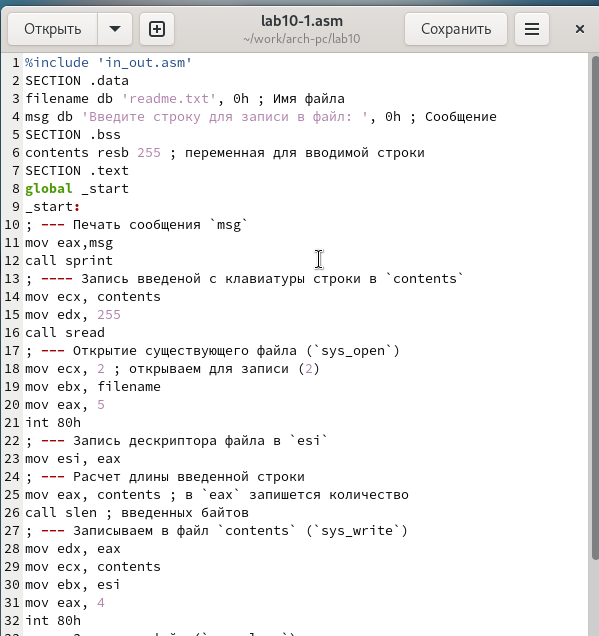 Открыть
lab10-1.asm
~/work/arch-pc/lab10
Сохранить
1 %include 'in_out.asm'
2 SECTION .data
3 filename db 'readme.txt', 0h ; Имя файла
4 msg db 'Введите строку для записи в файл: ', 0h ; Сообщение
5 SECTION .bss
6 contents resb 255 ; переменная для вводимой строки
7 SECTION .text
8 global _start
9 _start:
10 ; --- Печать сообщения `msg`
11 mov eax,msg
12 call sprint
13 ; ---- Запись введеной с клавиатуры строки в `contents`
14 mov ecx, contents
15 mov edx, 255
16 call sread
17 ; --- Открытие существующего файла (`sys_open`)
18 mov ecx, 2 ; открываем для записи (2)
19 mov ebx, filename
20 mov eax, 5
21 int 80h
22 ; --- Запись дескриптора файла в `esi`
23 mov esi, eax
24 ; --- Расчет длины введенной строки
25 mov eax, contents ; в `eax` запишется количество
26 call slen ; введенных байтов
27 ; --- Записываем в файл `contents` (`sys_write`)
28 mov edx, eax
29 mov ecx, contents
30 mov ebx, esi
31 mov eax, 4
32 int 80h